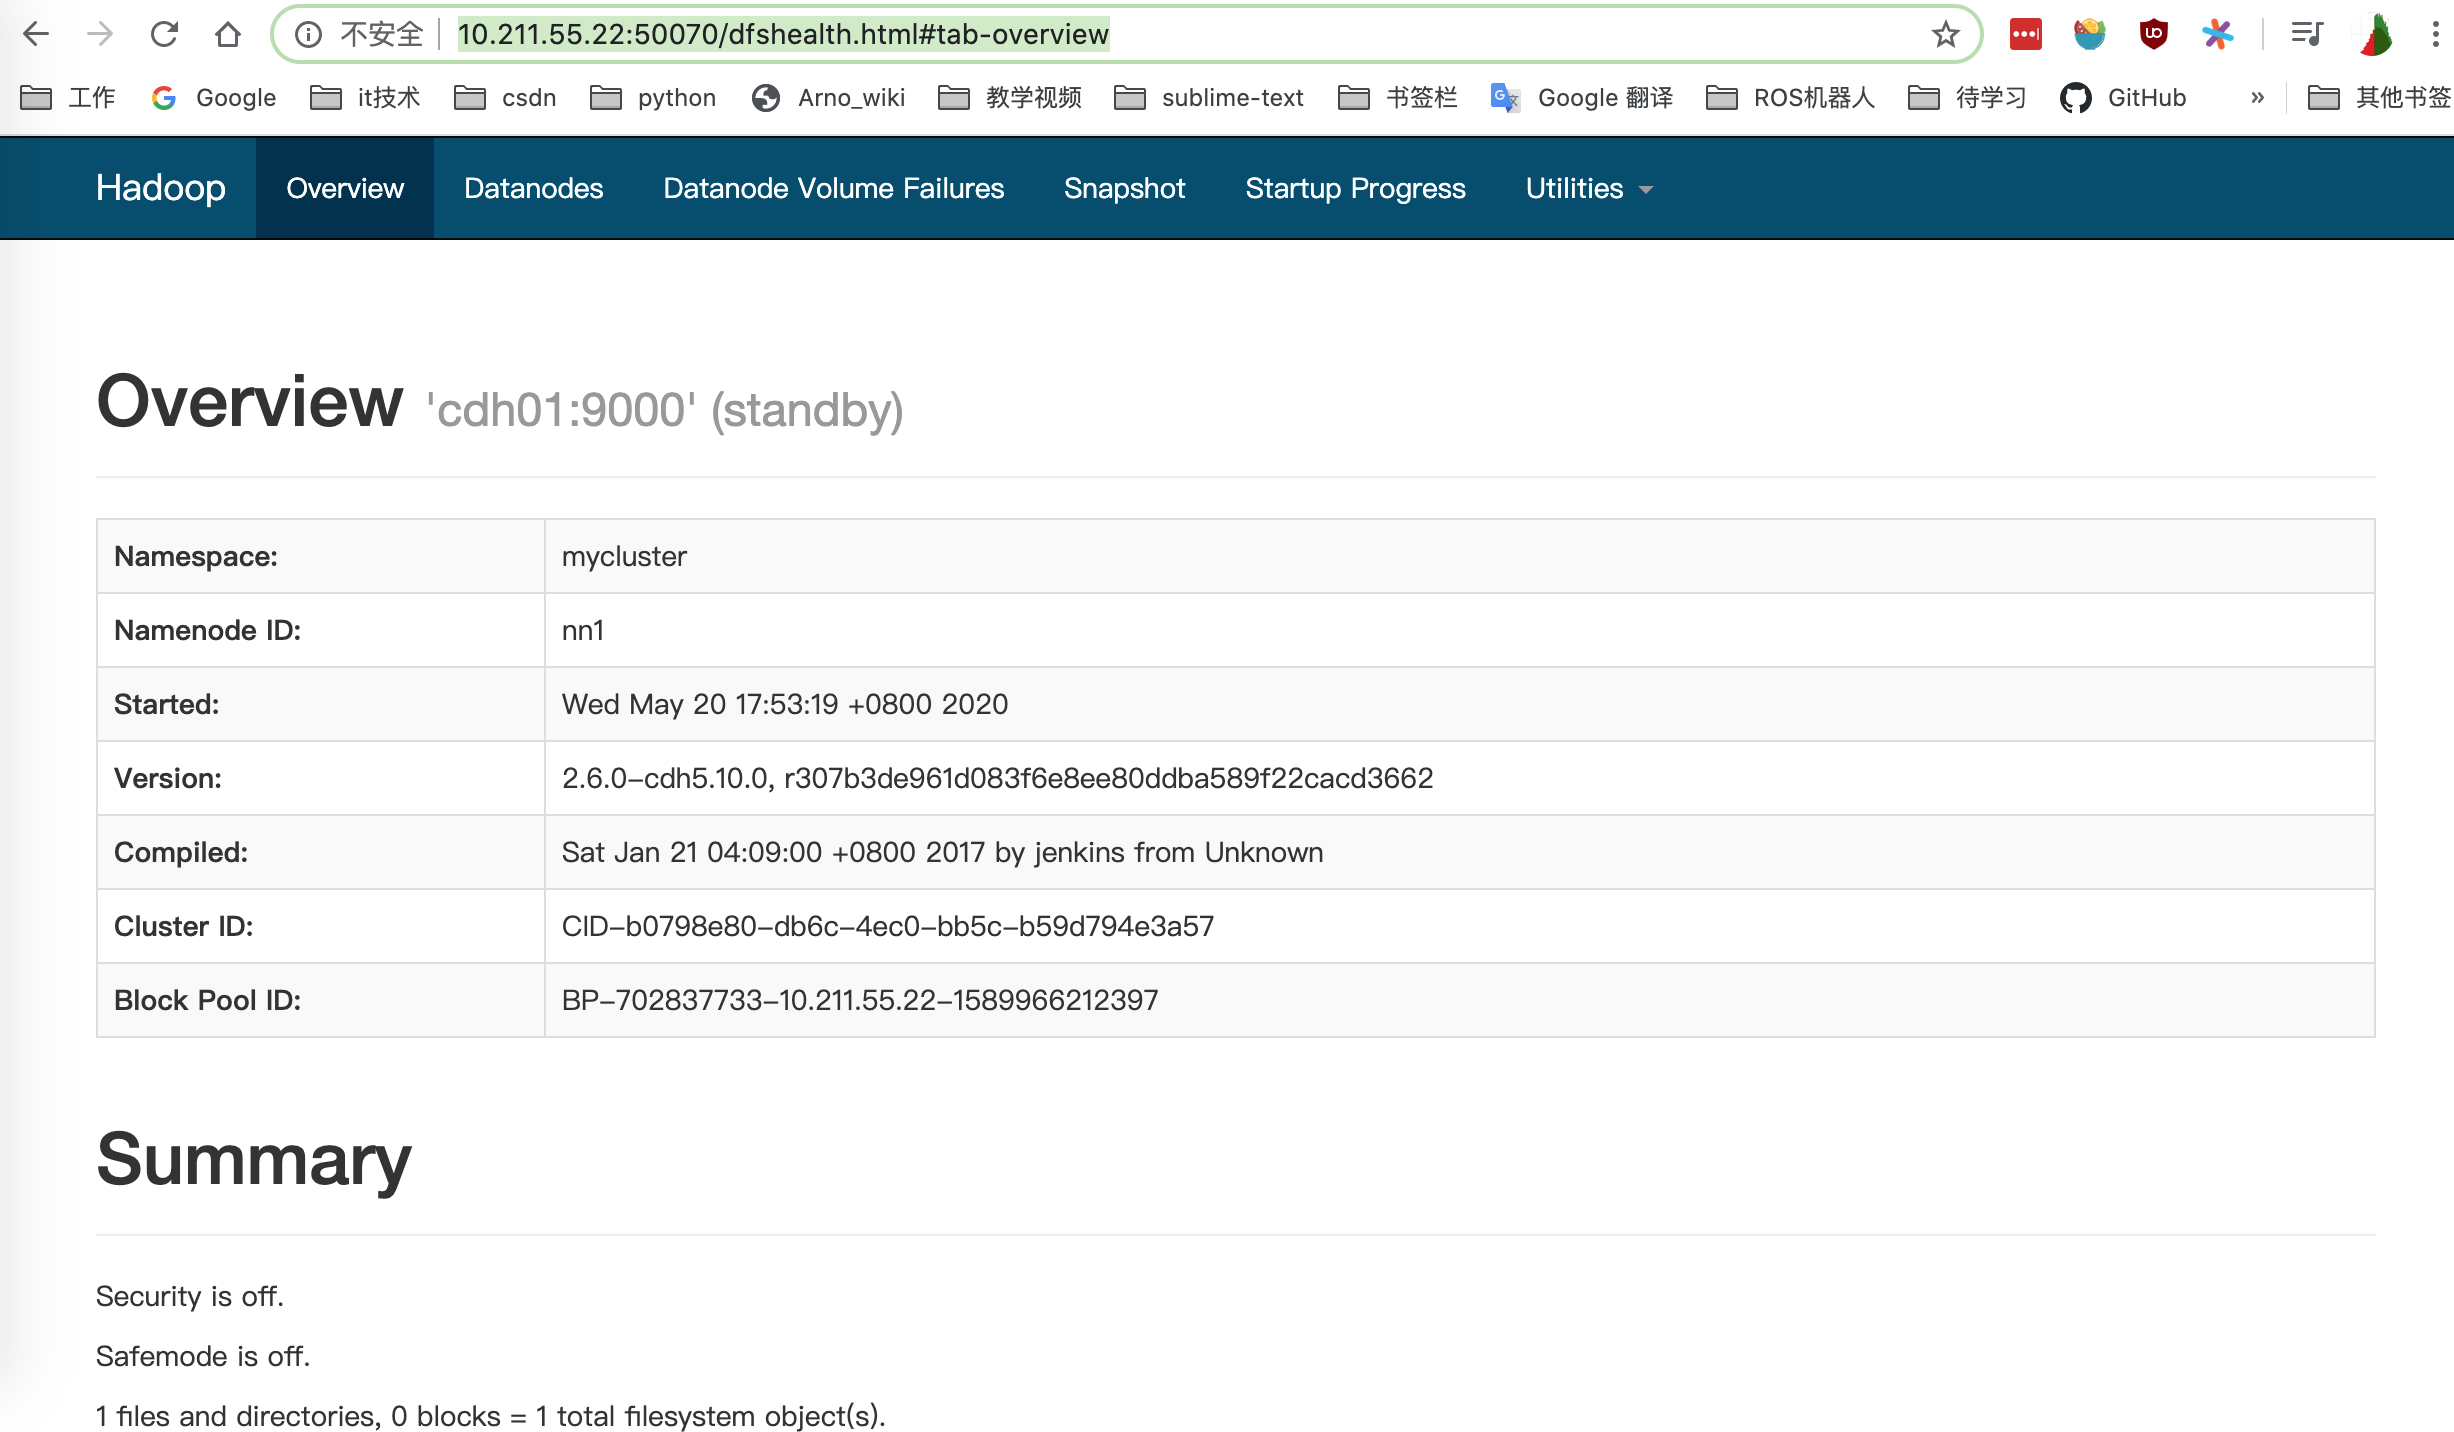 不安全 10.211.55.22:50070/dfshealth.html#tab-overview
工作 Google it技术 csdn python Arno_wiki 教学视频 sublime-text 书签栏 Google 翻译 ROS机器人 待学习 GitHub » 其他书签
Hadoop Overview Datanodes Datanode Volume Failures Snapshot Startup Progress Utilities
Overview 'cdh01:9000' (standby)
Namespace: mycluster
Namenode ID: nn1
Started: Wed May 20 17:53:19 +0800 2020
Version: 2.6.0-cdh5.10.0, r307b3de961d083f6e8ee80ddba589f22cacd3662
Compiled: Sat Jan 21 04:09:00 +0800 2017 by jenkins from Unknown
Cluster ID: CID-b0798e80-db6c-4ec0-bb5c-b59d794e3a57
Block Pool ID: BP-702837733-10.211.55.22-1589966212397
Summary
Security is off.
Safemode is off.
1 files and directories, 0 blocks = 1 total filesystem object(s).